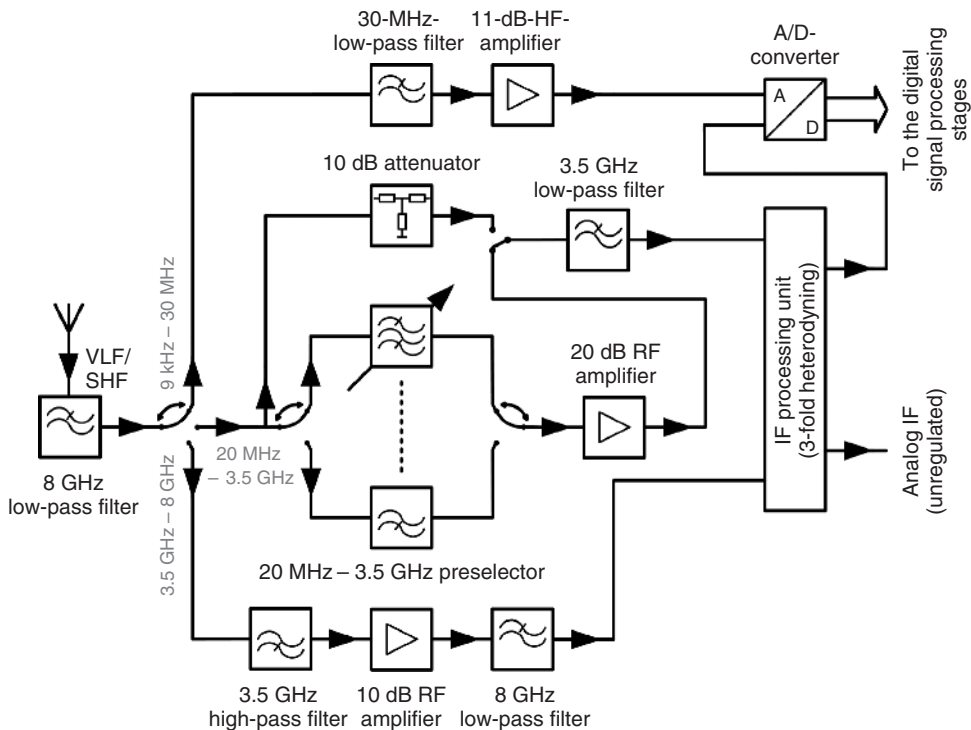 30-MHz-
low-pass filter
11-dB-HF-
amplifier
A/D-
converter
A
D
To the digital
signal processing
stages
10 dB attenuator
3.5 GHz
low-pass filter
9 kHz – 30 MHz
VLF/
SHF
20 dB RF
amplifier
IF processing unit
(3-fold heterodyning)
8 GHz
low-pass filter
20 MHz
– 3.5 GHz
3.5 GHz – 8 GHz
Analog IF
(unregulated)
20 MHz – 3.5 GHz preselector
3.5 GHz
high-pass filter
10 dB RF
amplifier
8 GHz
low-pass filter